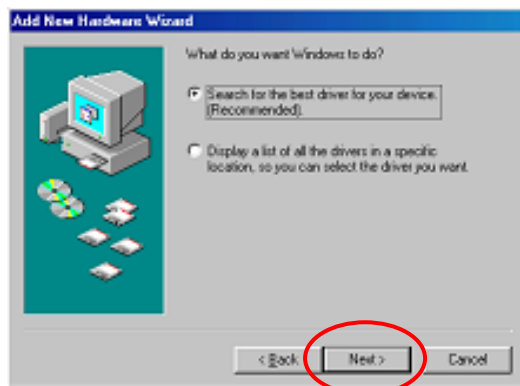 Add New Hardware Wizard
What do you want Windows to do?
Search for the best driver for your device.
(Recommended).
Display a list of all the drivers in a specific
location, so you can select the driver you want.
< Back
Next >
Cancel